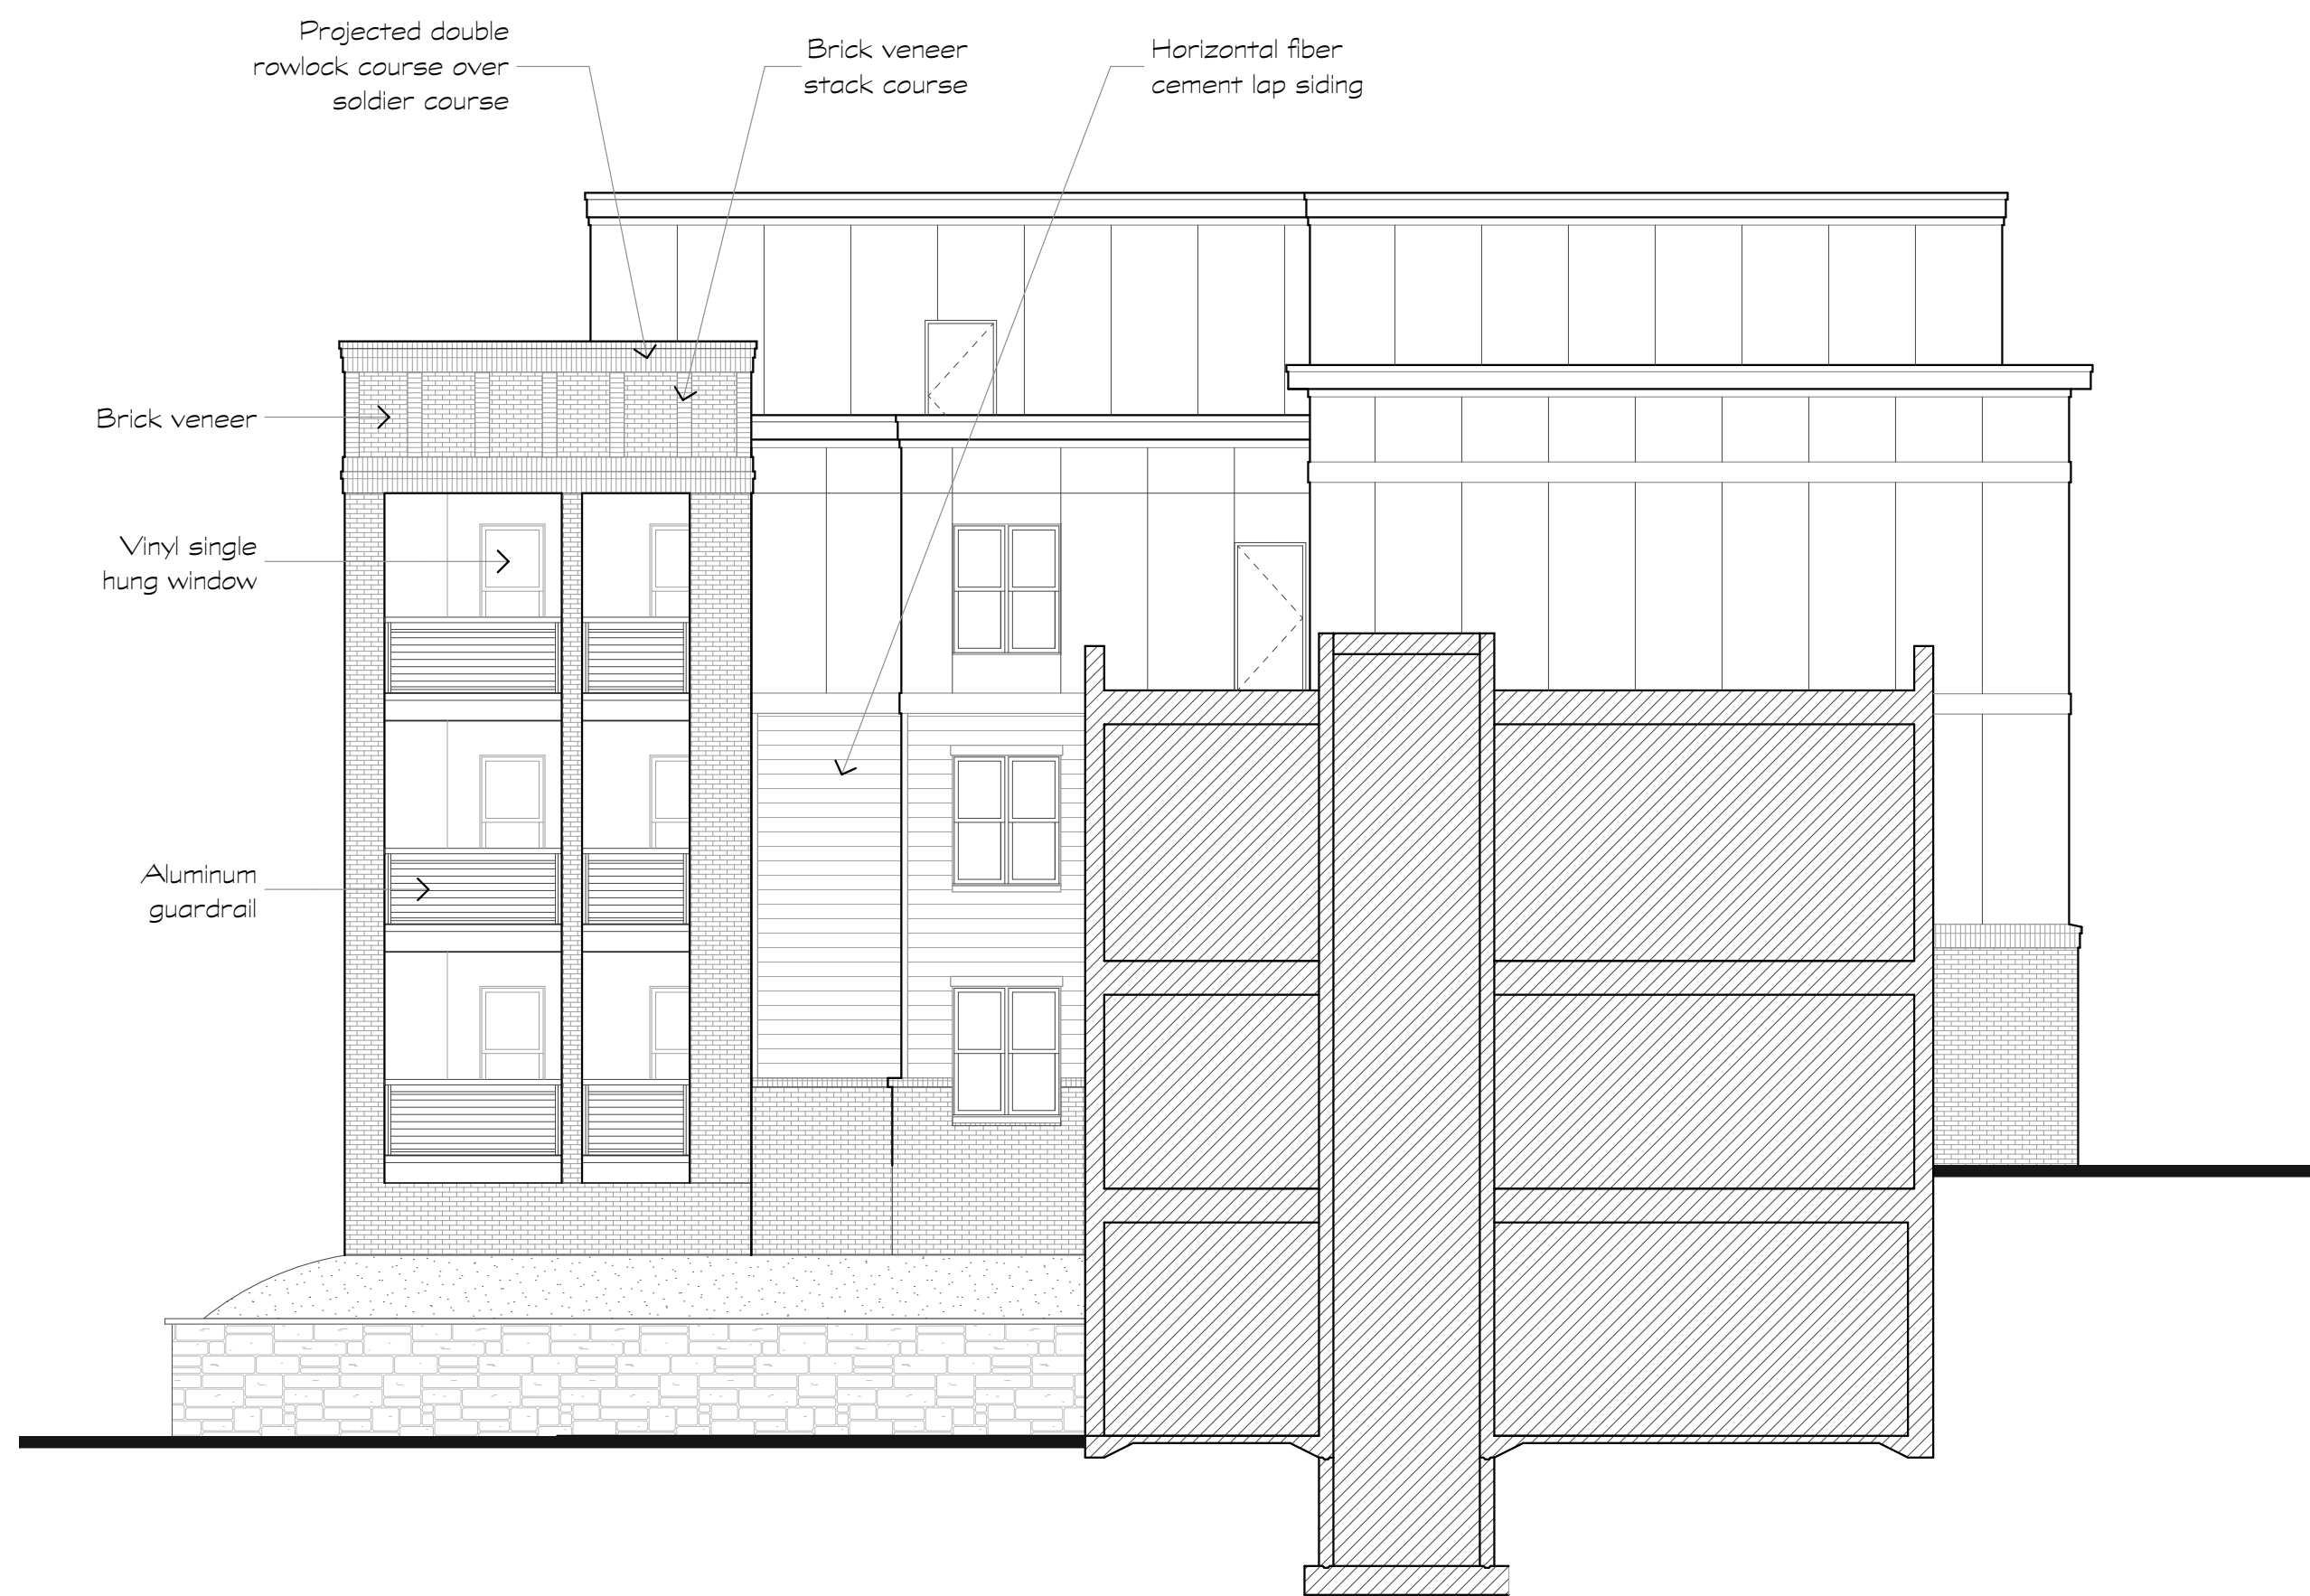 Projected double
rowlock course over
soldier course
Brick veneer
stack course
Horizontal fiber
cement lap siding
Brick veneer
Vinyl single
hung window
Aluminum
guardrail